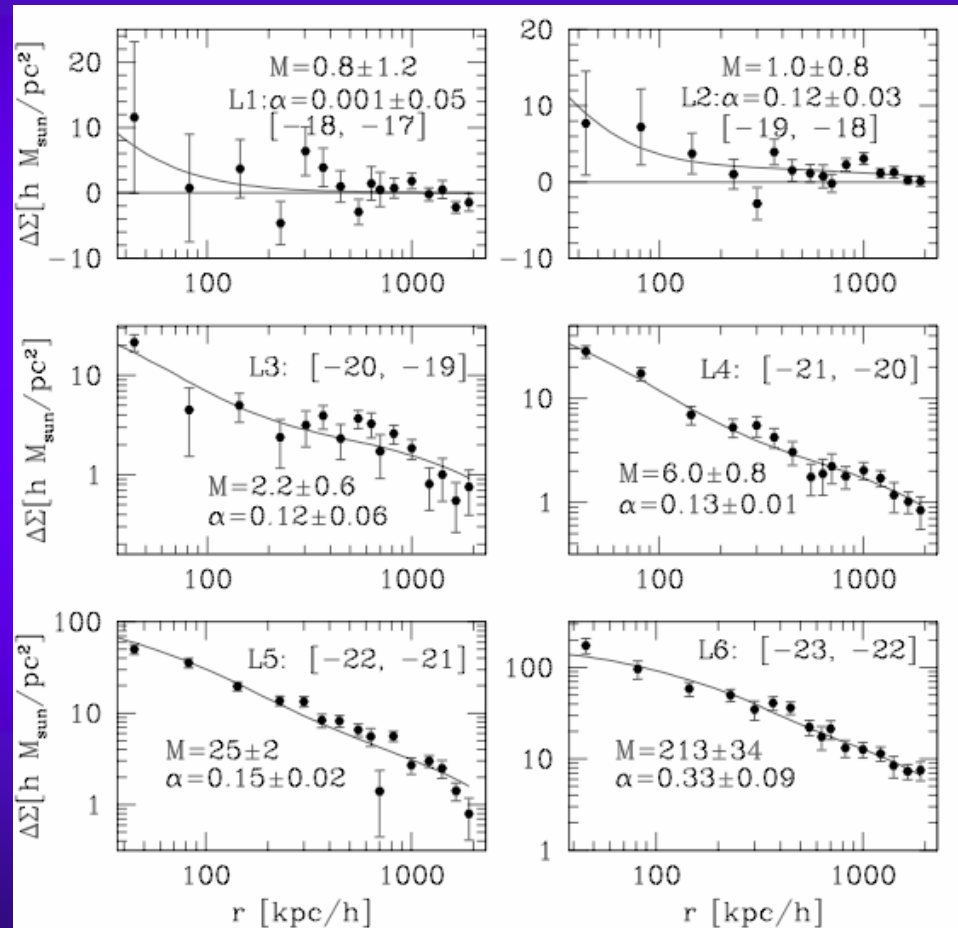 ΔΣ[h M_sun/pc²]
20
10
0
−10
M=0.8±1.2
L1:α=0.001±0.05
[−18, −17]
100
1000
20
10
0
−10
M=1.0±0.8
L2:α=0.12±0.03
[−19, −18]
100
1000
ΔΣ[h M_sun/pc²]
10
1
L3: [−20, −19]
M=2.2±0.6
α=0.12±0.06
100
1000
10
1
L4: [−21, −20]
M=6.0±0.8
α=0.13±0.01
100
1000
ΔΣ[h M_sun/pc²]
100
10
1
L5: [−22, −21]
M=25±2
α=0.15±0.02
100
1000
r [kpc/h]
100
10
1
L6: [−23, −22]
M=213±34
α=0.33±0.09
100
1000
r [kpc/h]